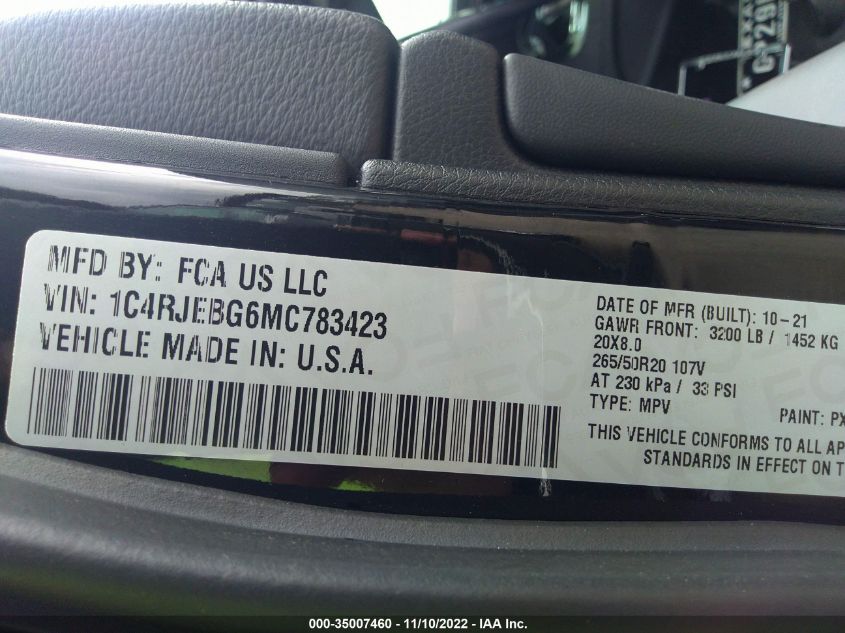 MFD BY: FCA US LLC
VIN: 1C4RJEBG6MC783423
VEHICLE MADE IN: U.S.A.
DATE OF MFR (BUILT): 10-21
GAWR FRONT: 3200 LB / 1452 KG
20X8.0
265/50R20 107V
AT 230 kPa / 33 PSI
TYPE: MPV
PAINT: PX
THIS VEHICLE CONFORMS TO ALL AP
STANDARDS IN EFFECT ON T
000-35007460 - 11/10/2022 - IAA Inc.